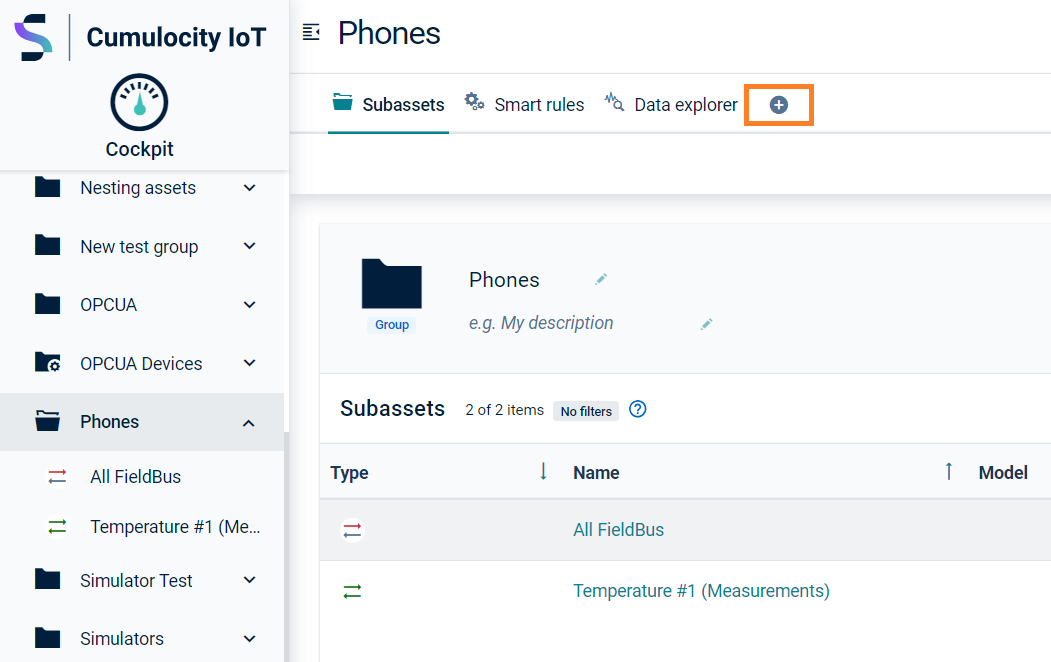 Cumulocity IoT
Cockpit
Nesting assets
New test group
OPCUA
OPCUA Devices
Phones
All FieldBus
Temperature #1 (Me...
Simulator Test
Simulators
Phones
Subassets Smart rules Data explorer
Phones
Group
e.g. My description
Subassets 2 of 2 items No filters
Type Name Model
All FieldBus
Temperature #1 (Measurements)